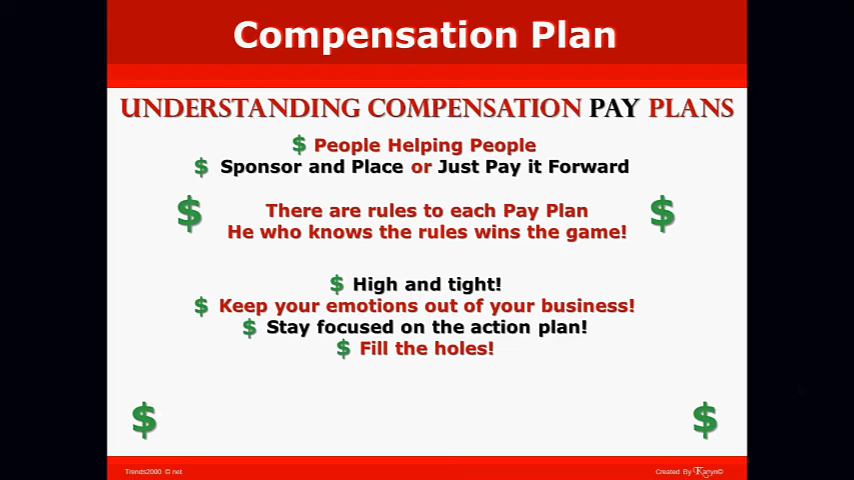 Compensation Plan
UNDERSTANDING COMPENSATION PAY PLANS
$ People Helping People
$ Sponsor and Place or Just Pay it Forward
$ There are rules to each Pay Plan $
He who knows the rules wins the game!
$ High and tight!
$ Keep your emotions out of your business!
$ Stay focused on the action plan!
$ Fill the holes!
$ $
Trends2000 © net Created By Karyn©